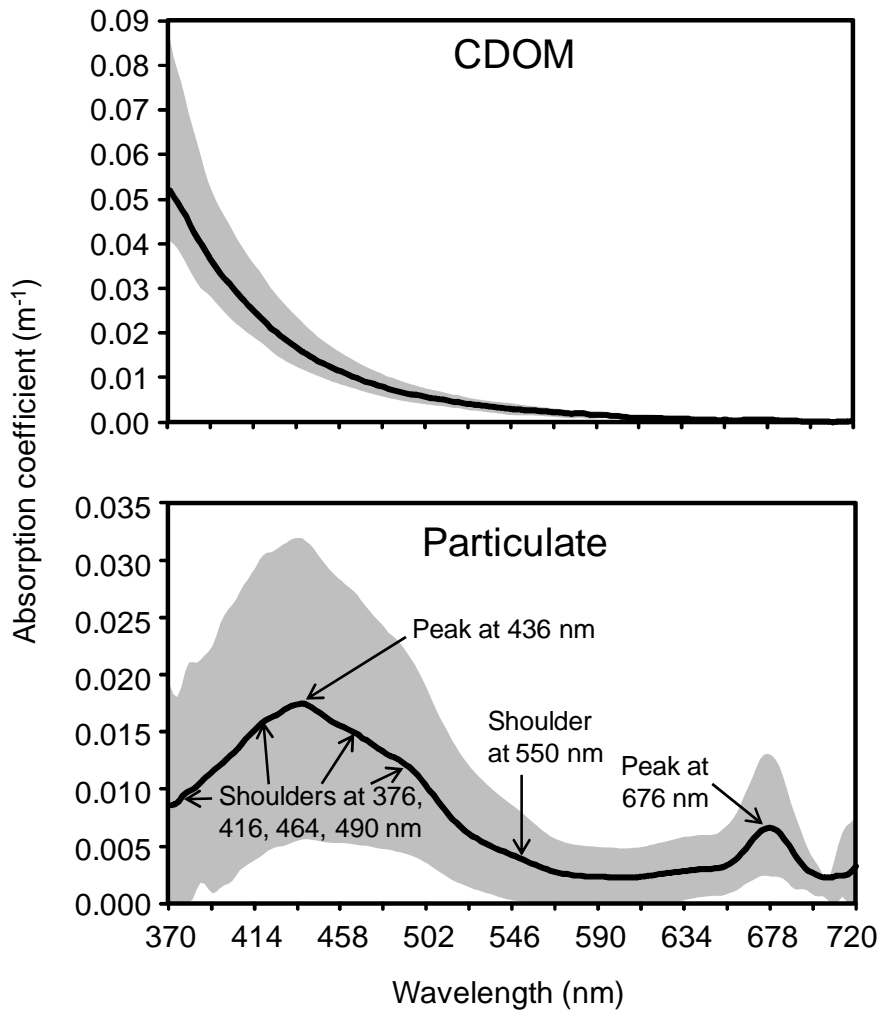 CDOM
0.09
0.08
0.07
0.06
0.05
0.04
0.03
0.02
0.01
0.00
Absorption coefficient (m⁻¹)
Particulate
0.035
0.030
0.025
0.020
0.015
0.010
0.005
0.000
Peak at 436 nm
Shoulder
at 550 nm
Peak at
676 nm
Shoulders at 376,
416, 464, 490 nm
370 414 458 502 546 590 634 678 720
Wavelength (nm)